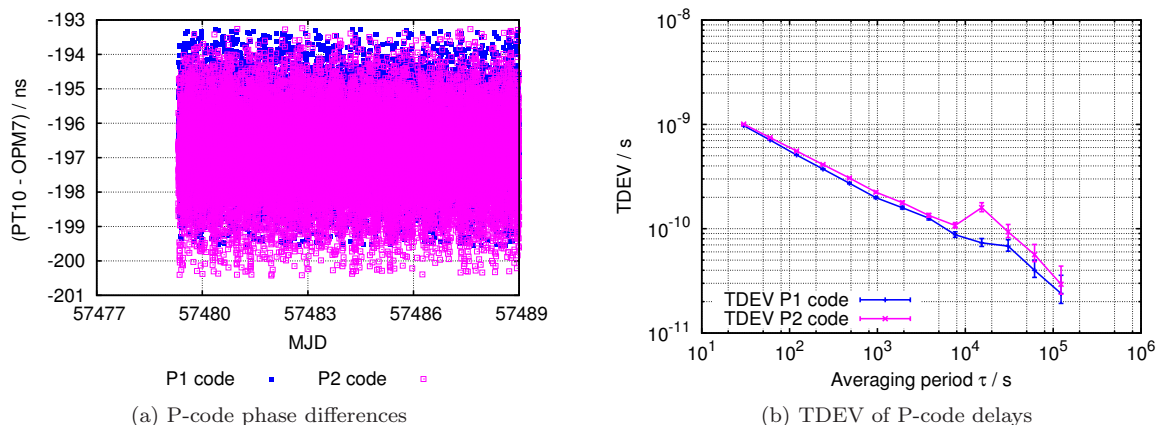 -193
-194
-195
-196
-197
-198
-199
-200
-201
(PT10 - OPM7) / ns
57477 57480 57483 57486 57489
MJD
P1 code P2 code
(a) P-code phase differences
10^-8
10^-9
10^-10
10^-11
TDEV / s
TDEV P1 code
TDEV P2 code
10^1 10^2 10^3 10^4 10^5 10^6
Averaging period τ / s
(b) TDEV of P-code delays